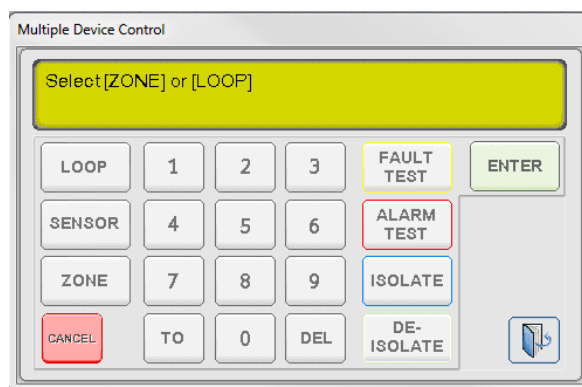 Multiple Device Control
Select [ZONE] or [LOOP]
LOOP 1 2 3 FAULT TEST ENTER
SENSOR 4 5 6 ALARM TEST
ZONE 7 8 9 ISOLATE
CANCEL TO 0 DEL DE-ISOLATE